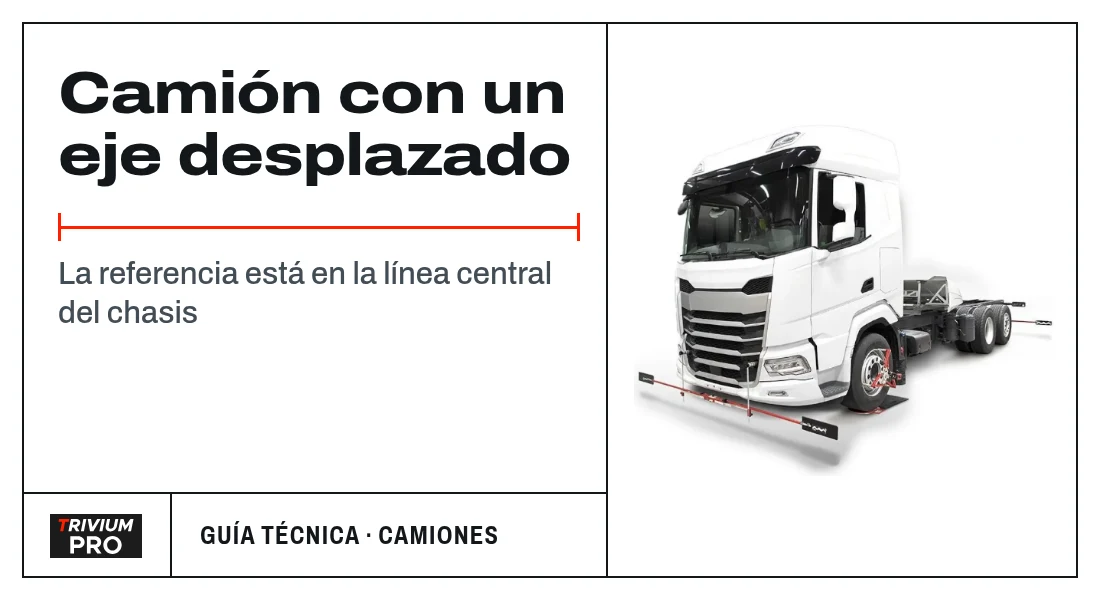 Camión con un
eje desplazado
La referencia está en la línea central
del chasis
TRIVIUM
PRO
GUÍA TÉCNICA · CAMIONES